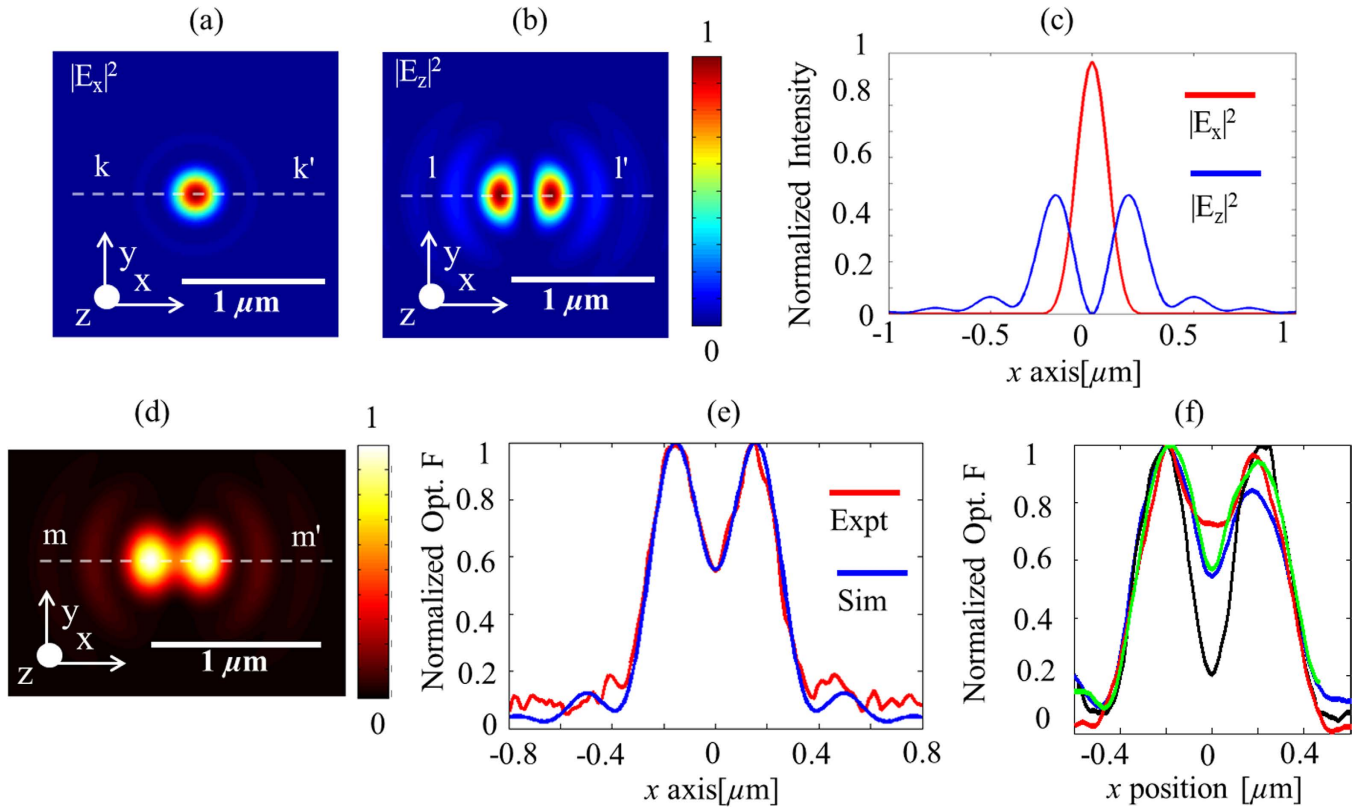 (a)
|Eₓ|²
k k'
y
x
z
1 µm
(b)
|E_z|²
l l'
y
x
z
1 µm
1
0
(c)
Normalized Intensity
1
0.8
0.6
0.4
0.2
0
-1 -0.5 0 0.5 1
x axis[µm]
|Eₓ|²
|E_z|²
(d)
m m'
y
x
z
1 µm
1
0
(e)
Normalized Opt. F
1
0.8
0.6
0.4
0.2
0
-0.8 -0.4 0 0.4 0.8
x axis[µm]
Expt
Sim
(f)
Normalized Opt. F
1
0.8
0.6
0.4
0.2
0
-0.4 0 0.4
x position [µm]